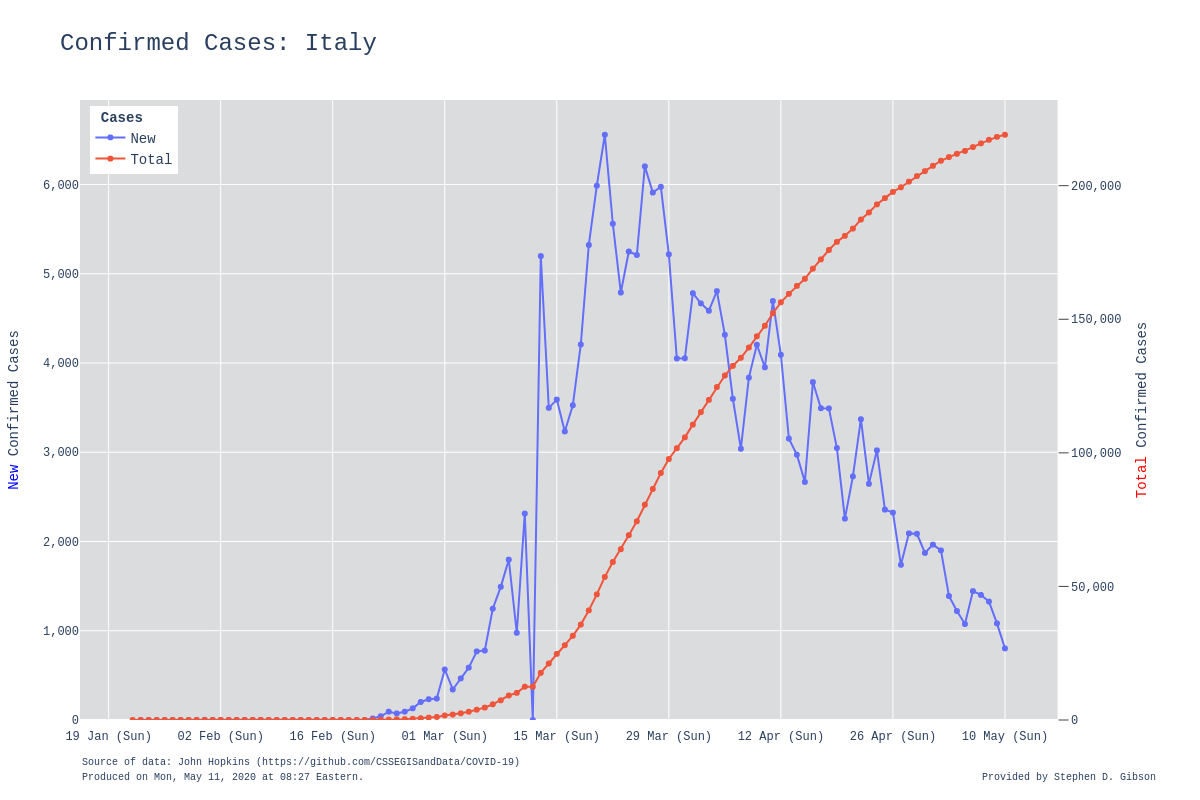 Confirmed Cases: Italy
Cases
New
Total
6,000
5,000
4,000
3,000
2,000
1,000
0
200,000
150,000
100,000
50,000
0
New Confirmed Cases
Total Confirmed Cases
19 Jan (Sun)
02 Feb (Sun)
16 Feb (Sun)
01 Mar (Sun)
15 Mar (Sun)
29 Mar (Sun)
12 Apr (Sun)
26 Apr (Sun)
10 May (Sun)
Source of data: John Hopkins (https://github.com/CSSEGISandData/COVID-19)
Produced on Mon, May 11, 2020 at 08:27 Eastern.
Provided by Stephen D. Gibson